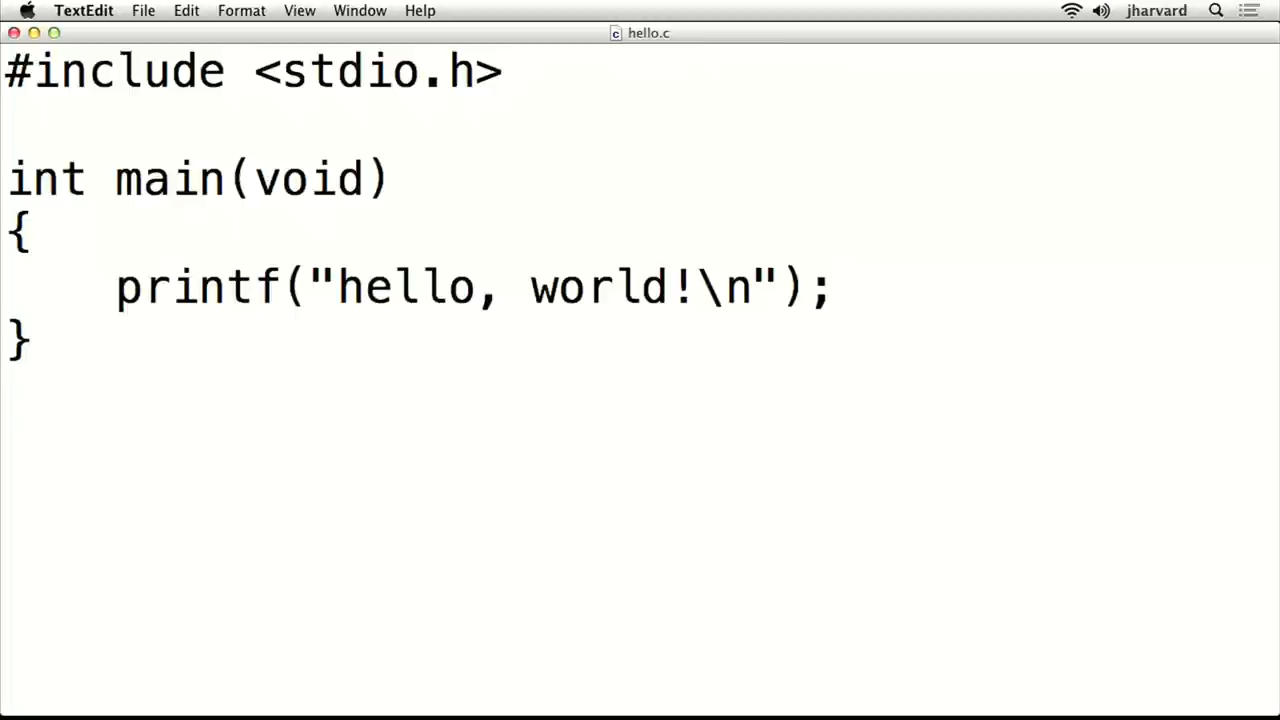 TextEdit File Edit Format View Window Help jharvard
hello.c
#include <stdio.h>
int main(void)
{
    printf("hello, world!\n");
}